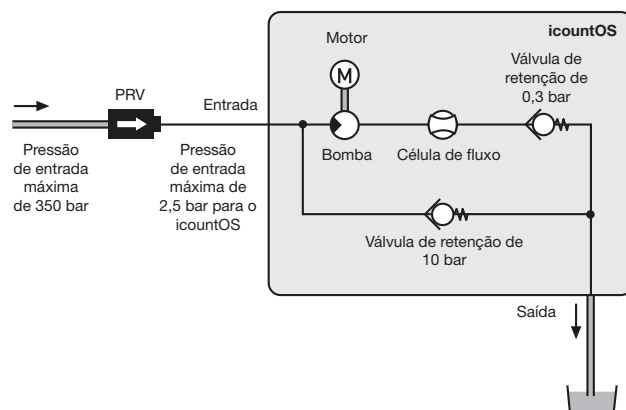 icountOS
Motor
M
Válvula de
retenção de
0,3 bar
PRV
Entrada
Bomba
Célula de fluxo
Pressão
de entrada
máxima
de 350 bar
Pressão
de entrada
máxima de
2,5 bar para o
icountOS
Válvula de retenção de
10 bar
Saída